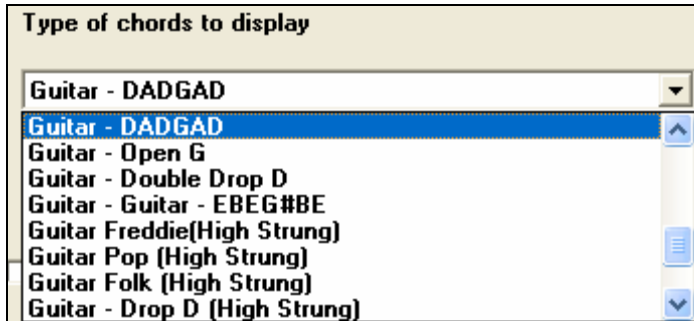 Type of chords to display
Guitar - DADGAD
Guitar - DADGAD
Guitar - Open G
Guitar - Double Drop D
Guitar - Guitar - EBEG#BE
Guitar Freddie(High Strung)
Guitar Pop (High Strung)
Guitar Folk (High Strung)
Guitar - Drop D (High Strung)